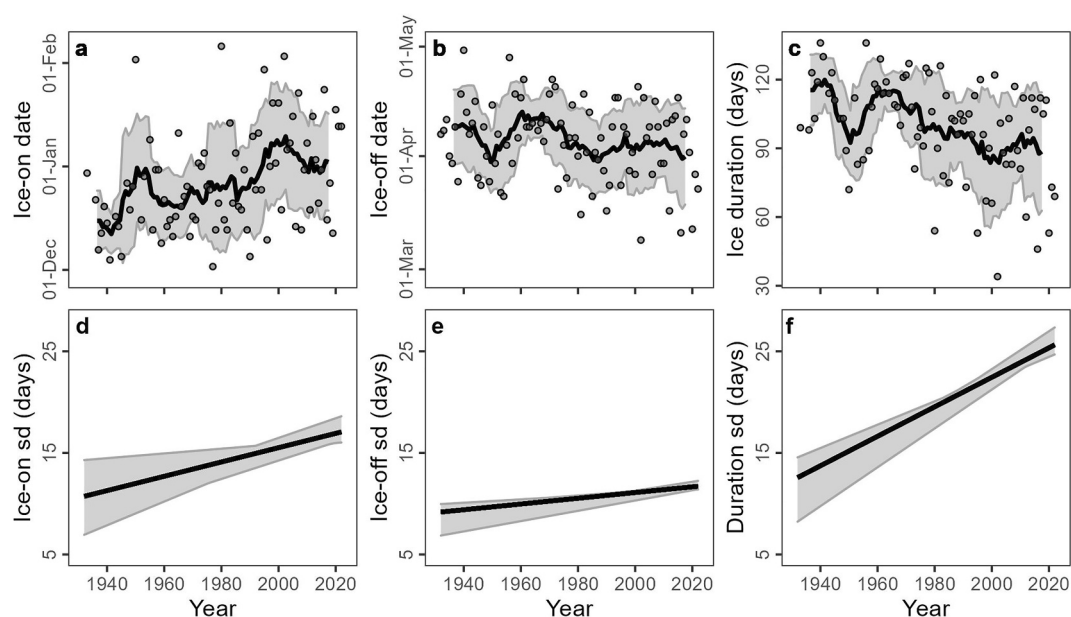 a
Ice-on date
01-Feb
01-Jan
01-Dec
b
Ice-off date
01-May
01-Apr
01-Mar
c
Ice duration (days)
120
90
60
30
d
Ice-on sd (days)
25
15
5
1940 1960 1980 2000 2020
Year
e
Ice-off sd (days)
25
15
5
1940 1960 1980 2000 2020
Year
f
Duration sd (days)
25
15
5
1940 1960 1980 2000 2020
Year